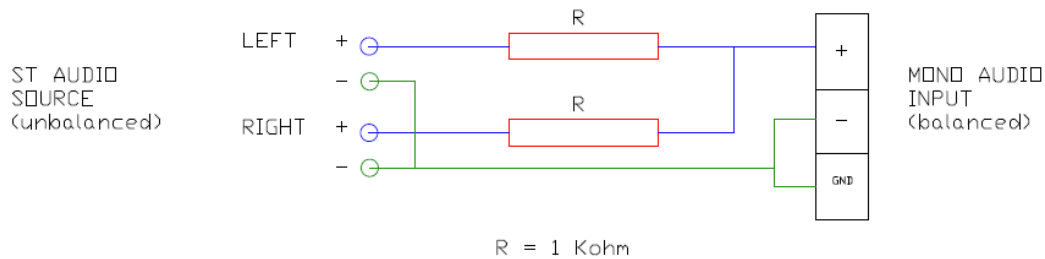 R
LEFT
+
+
ST AUDIO
SOURCE
(unbalanced)
-
MONO AUDIO
INPUT
(balanced)
R
RIGHT
+
-
-
GND
R = 1 Kohm